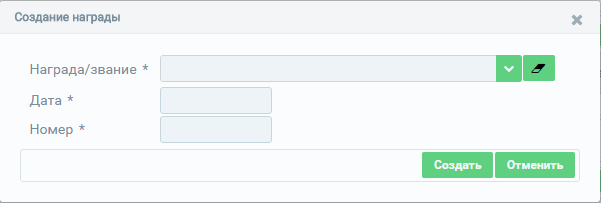 Создание награды
Награда/звание *
Дата *
Номер *
Создать Отменить